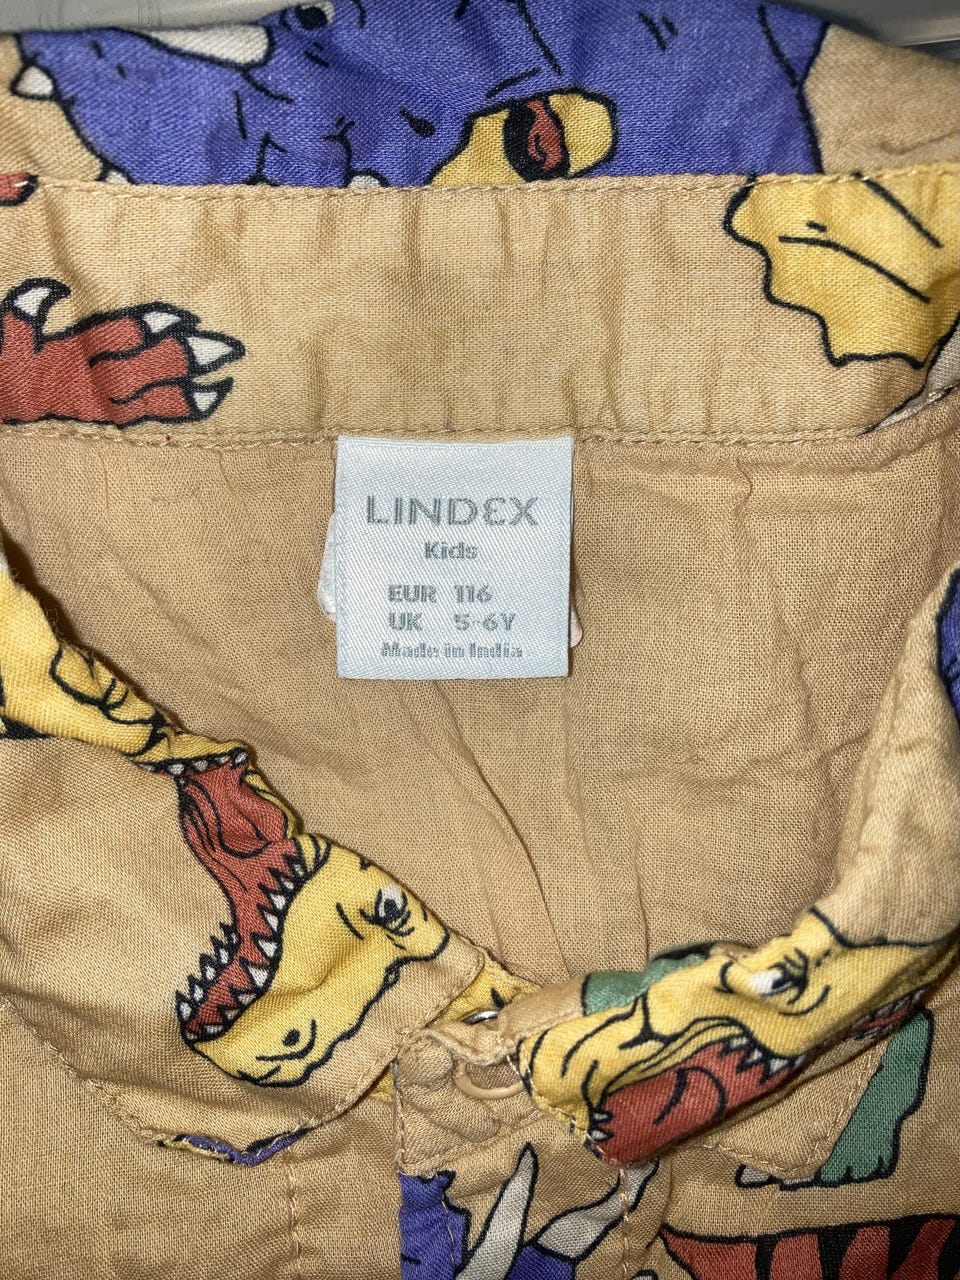 LINDEX
Kids
EUR 116
UK 5-6Y
Made in India